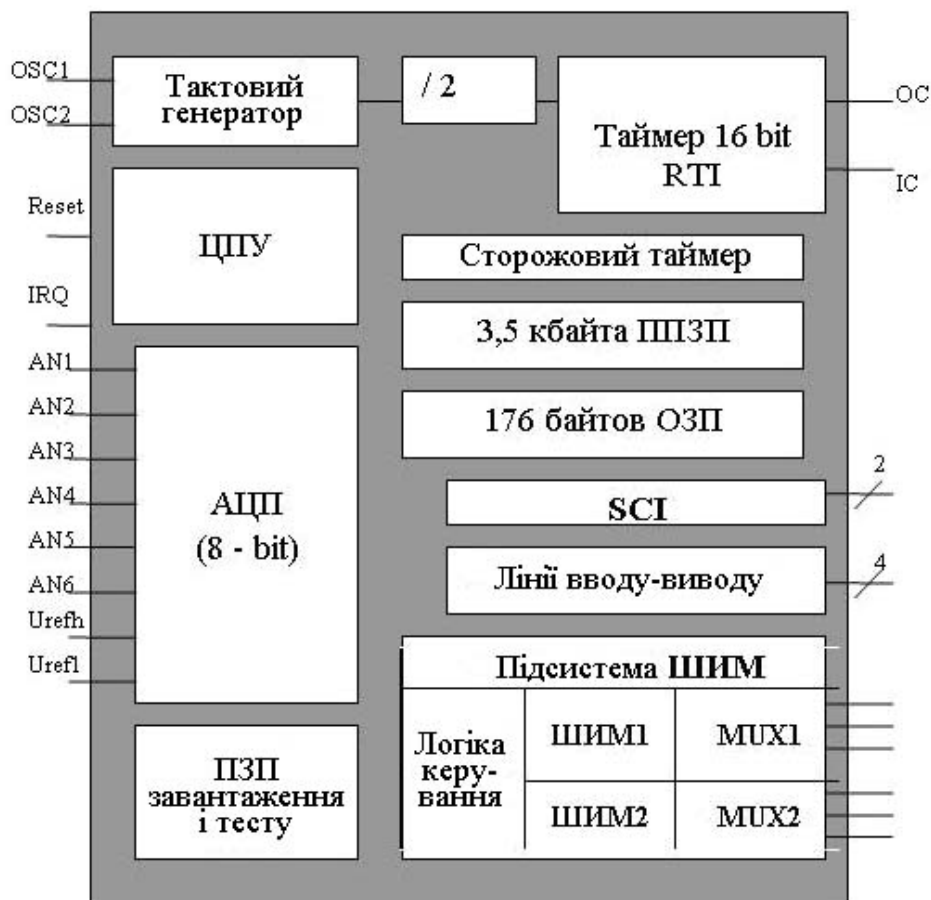 OSC1
OSC2
Тактовий
генератор
/ 2
Таймер 16 bit
RTI
OC
IC
Reset
ЦПУ
IRQ
Сторожовий таймер
3,5 кбайта ППЗП
176 байтов ОЗП
AN1
AN2
AN3
AN4
AN5
AN6
Urefh
Urefl
АЦП
(8 - bit)
SCI
2
Лінії вводу-виводу
4
Підсистема ШИМ
Логіка
керу-
вання
ШИМ1
MUX1
ШИМ2
MUX2
ПЗП
завантаження
і тесту